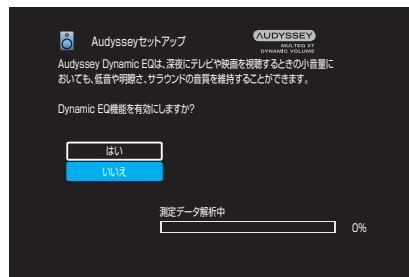 Audysseyセットアップ
AUDYSSEY
MULTEQ XT
DYNAMIC VOLUME
Audyssey Dynamic EQは、深夜にテレビや映画を視聴するときの小音量に
おいても、低音や明瞭さ、サラウンドの音質を維持することができます。
Dynamic EQ機能を有効にしますか?
はい
いいえ
測定データ解析中
0%